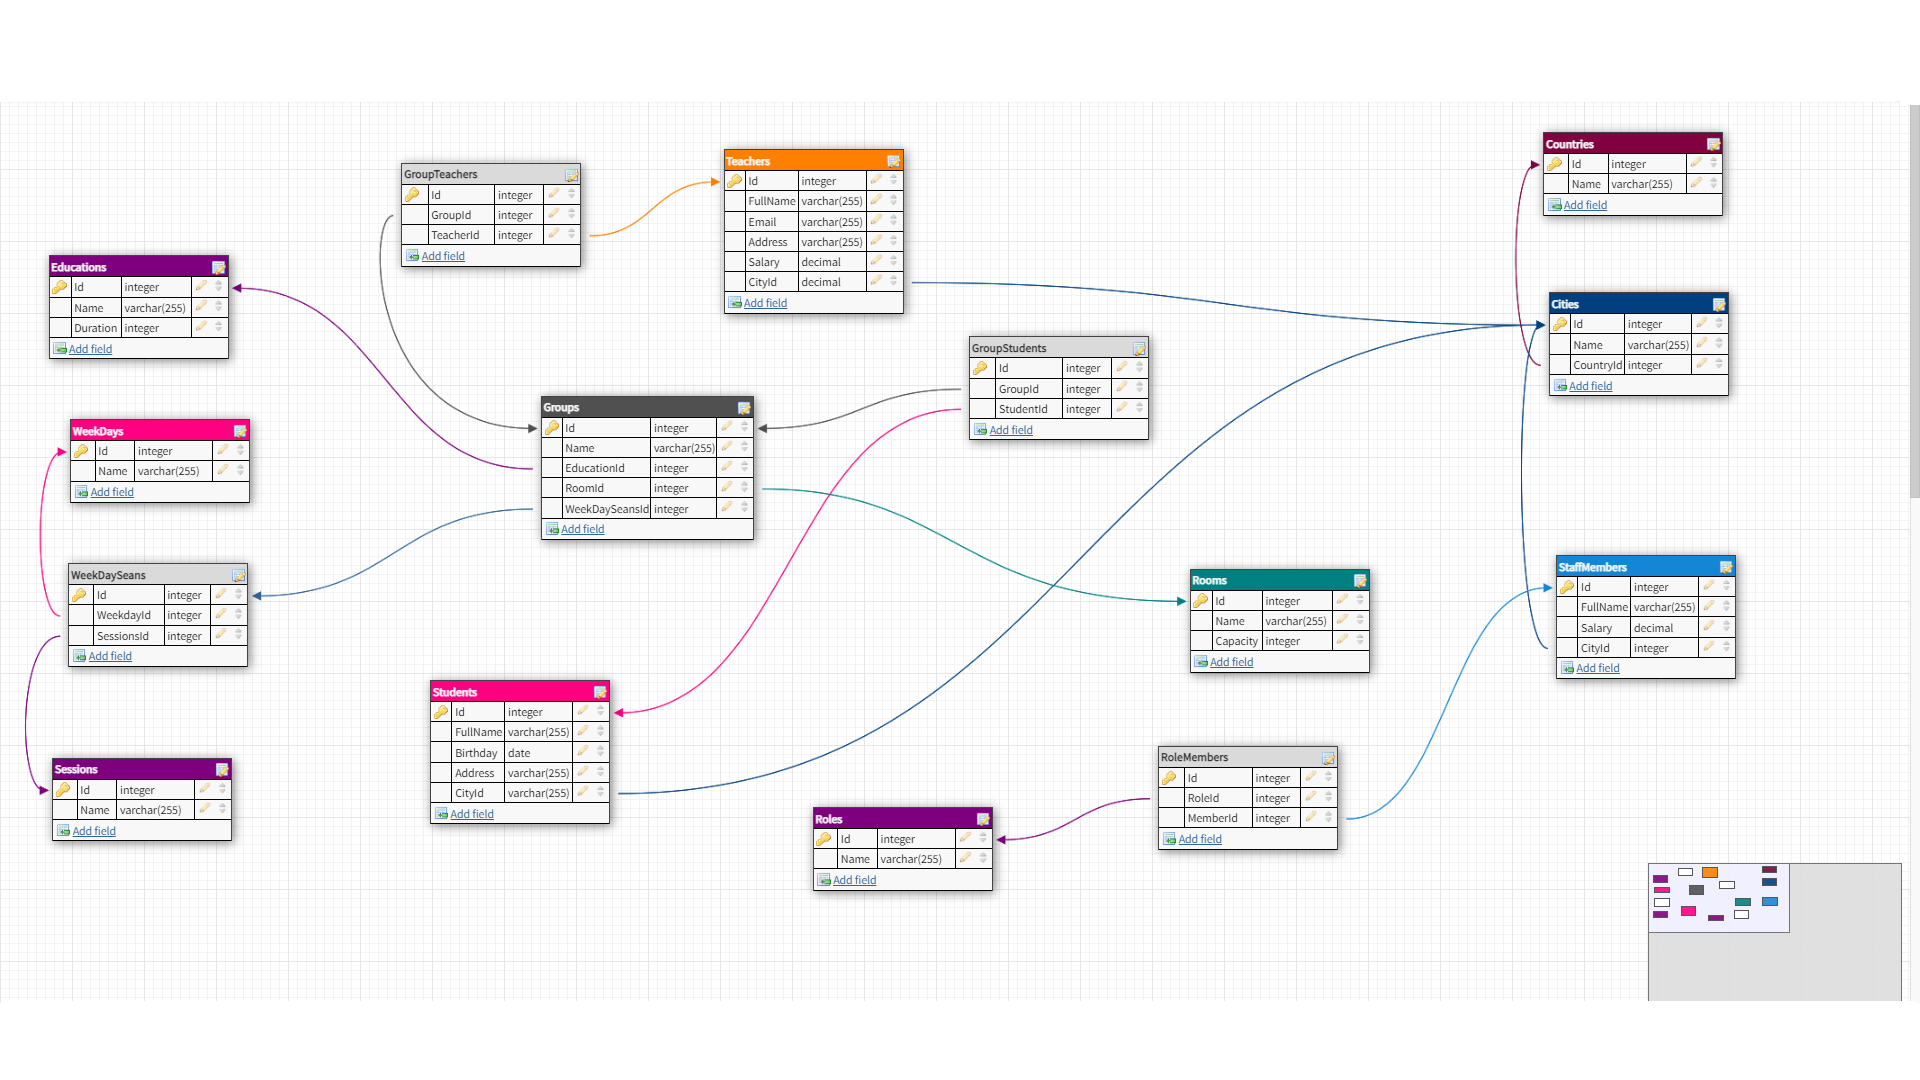 GroupTeachers
Id integer
GroupId integer
TeacherId integer
Add field
Teachers
Id integer
FullName varchar(255)
Email varchar(255)
Address varchar(255)
Salary decimal
CityId decimal
Add field
Countries
Id integer
Name varchar(255)
Add field
Educations
Id integer
Name varchar(255)
Duration integer
Add field
Cities
Id integer
Name varchar(255)
CountryId integer
Add field
GroupStudents
Id integer
GroupId integer
StudentId integer
Add field
Groups
Id integer
Name varchar(255)
EducationId integer
RoomId integer
WeekDaySeansId integer
Add field
WeekDays
Id integer
Name varchar(255)
Add field
WeekDaySeans
Id integer
WeekdayId integer
SessionsId integer
Add field
Rooms
Id integer
Name varchar(255)
Capacity integer
Add field
StaffMembers
Id integer
FullName varchar(255)
Salary decimal
CityId integer
Add field
Students
Id integer
FullName varchar(255)
Birthday date
Address varchar(255)
CityId varchar(255)
Add field
Sessions
Id integer
Name varchar(255)
Add field
RoleMembers
Id integer
RoleId integer
MemberId integer
Add field
Roles
Id integer
Name varchar(255)
Add field